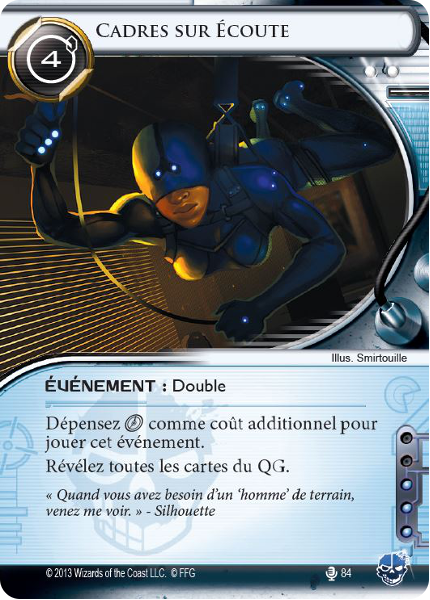 CADRES SUR ÉCOUTE
4
Illus. Smirtouille
ÉVÉNEMENT : Double
Dépensez comme coût additionnel pour
jouer cet événement.
Révélez toutes les cartes du QG.
« Quand vous avez besoin d'un ‘homme’ de terrain,
venez me voir. » - Silhouette
© 2013 Wizards of the Coast LLC. © FFG
84